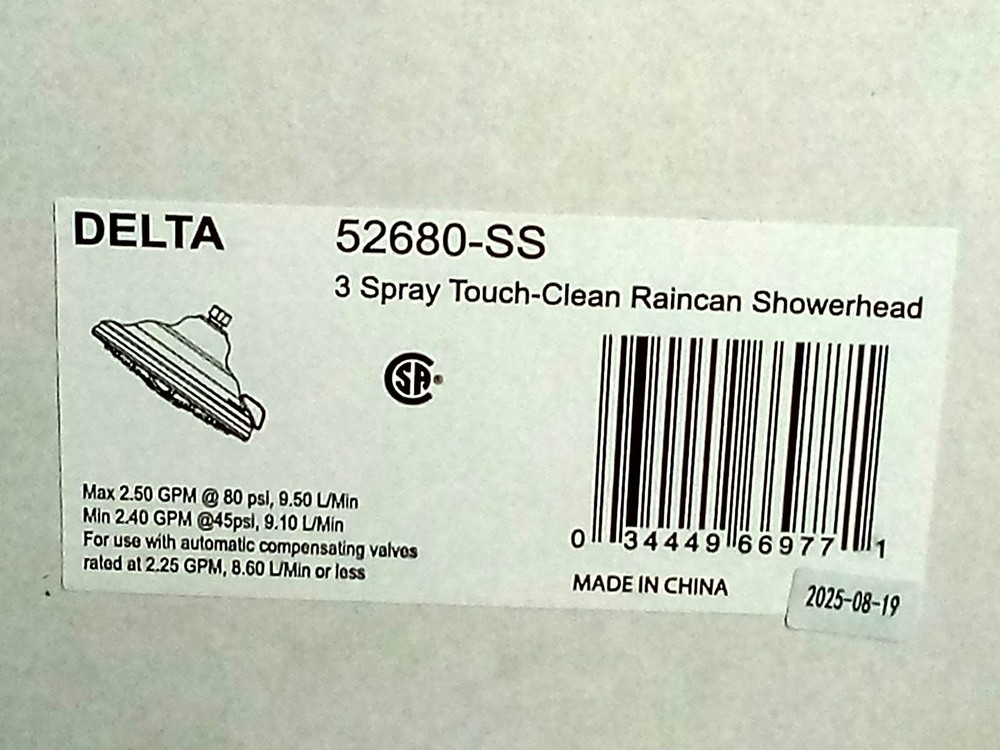 DELTA
52680-SS
3 Spray Touch-Clean Raincan Showerhead
SA®
Max 2.50 GPM @ 80 psi, 9.50 L/Min
Min 2.40 GPM @45psi, 9.10 L/Min
For use with automatic compensating valves
rated at 2.25 GPM, 8.60 L/Min or less
0 34449 66977 1
MADE IN CHINA
2025-08-19